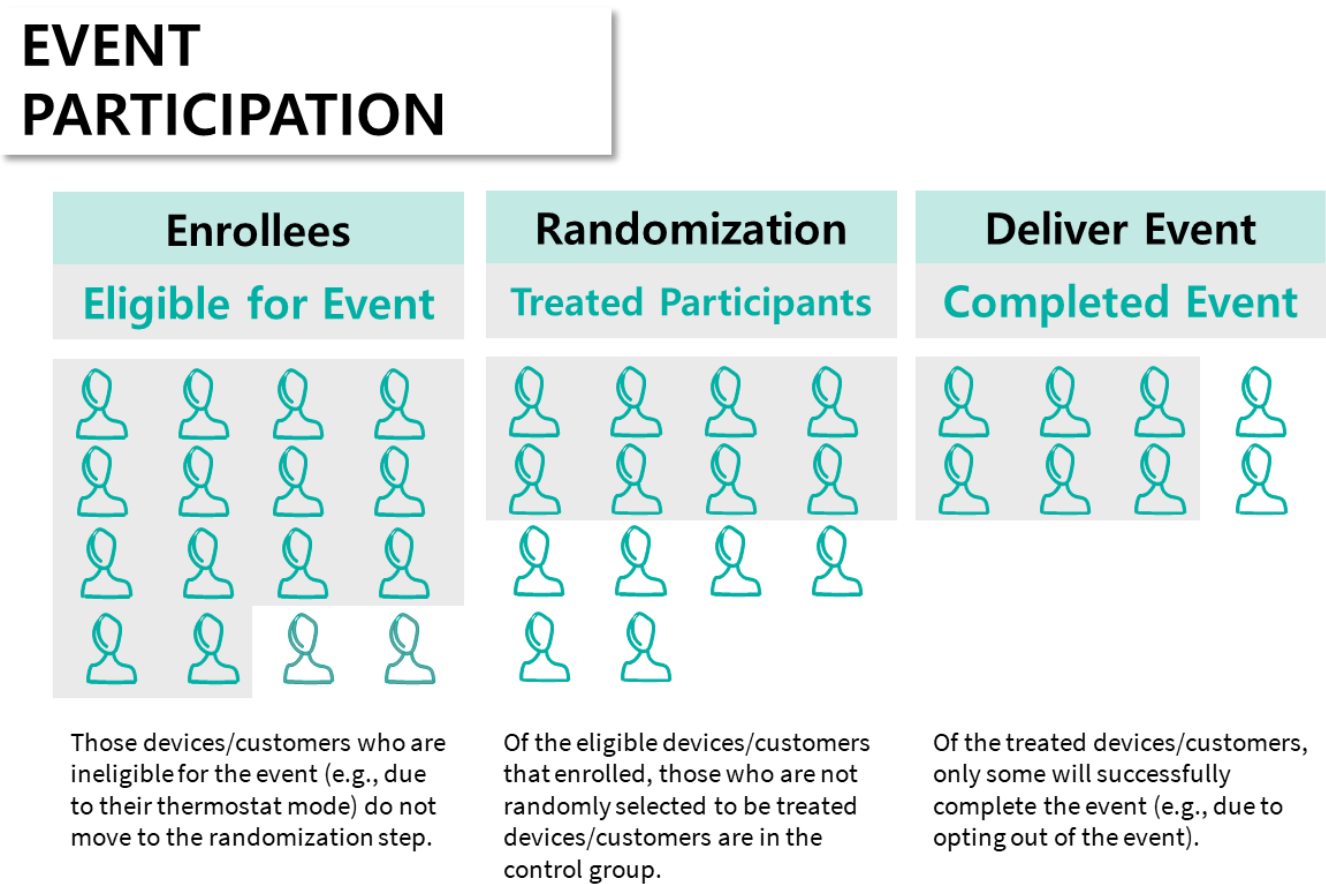 EVENT
PARTICIPATION
Enrollees
Eligible for Event
Those devices/customers who are
ineligible for the event (e.g., due
to their thermostat mode) do not
move to the randomization step.
Randomization
Treated Participants
Of the eligible devices/customers
that enrolled, those who are not
randomly selected to be treated
devices/customers are in the
control group.
Deliver Event
Completed Event
Of the treated devices/customers,
only some will successfully
complete the event (e.g., due to
opting out of the event).